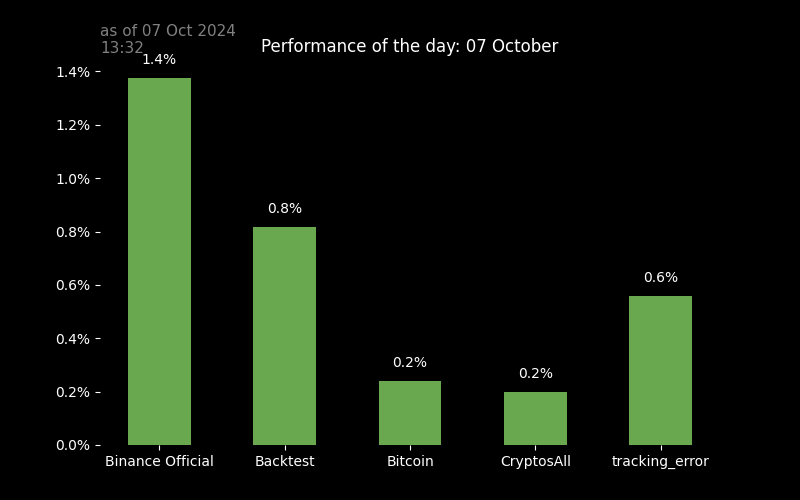 as of 07 Oct 2024
13:32
Performance of the day: 07 October
1.4%
1.4%
1.2%
1.0%
0.8%
0.8%
0.6%
0.6%
0.4%
0.2%
0.2%
0.2%
0.0%
Binance Official
Backtest
Bitcoin
CryptosAll
tracking_error